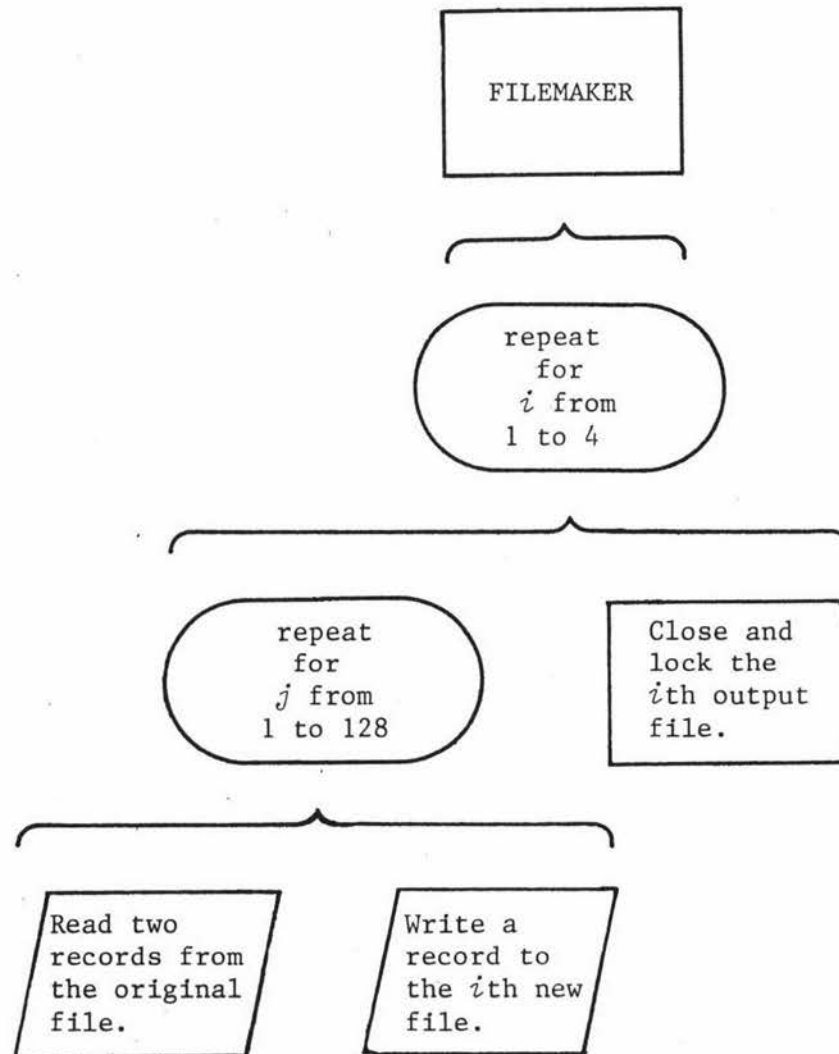 FILEMAKER
repeat
for
i from
1 to 4
repeat
for
j from
1 to 128
Close and
lock the
ith output
file.
Read two
records from
the original
file.
Write a
record to
the ith new
file.